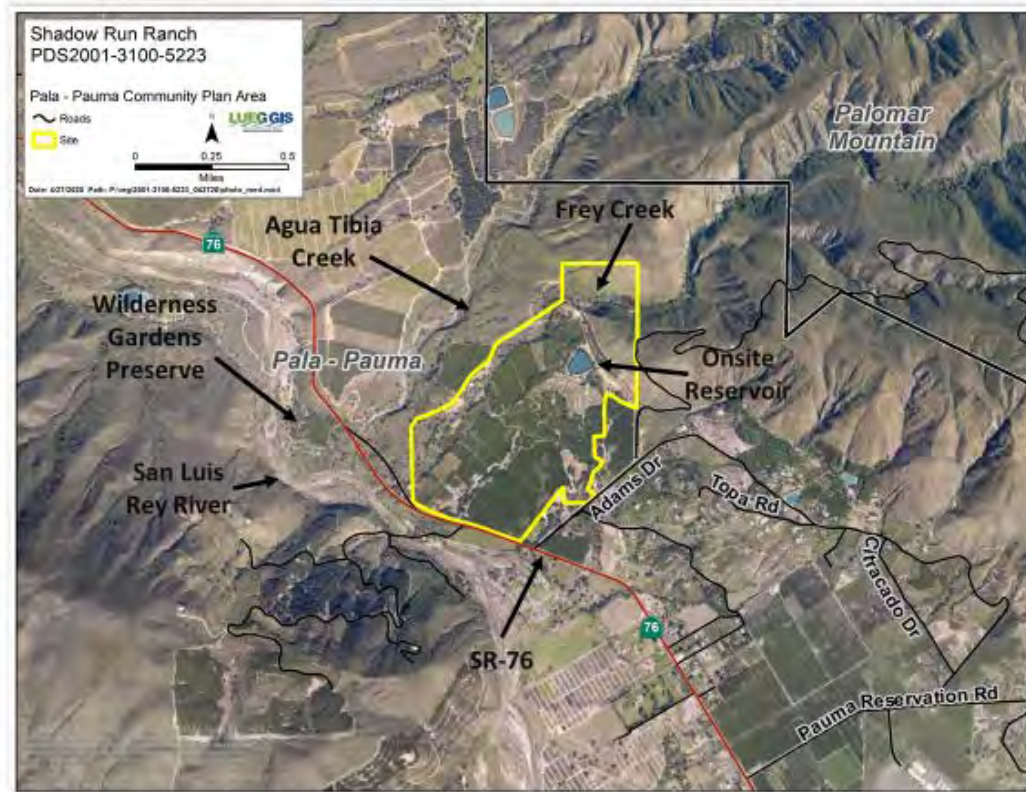 Shadow Run Ranch
PDS2001-3100-5223
Pala - Pauma Community Plan Area
Roads
Site
N
LUEG GIS
0 0.25 0.5
Miles
Palomar
Mountain
76
Agua Tibia
Creek
Frey Creek
Wilderness
Gardens
Preserve
Pala - Pauma
Onsite
Reservoir
San Luis
Rey River
Adams Dr
Topa Rd
Citracado Dr
SR-76
76
Pauma Reservation Rd